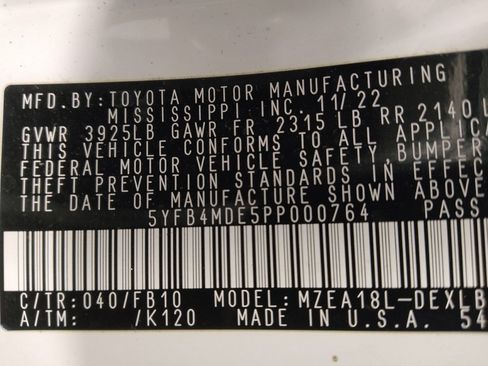 MFD. BY: TOYOTA MOTOR MANUFACTURING
MISSISSIPPI INC. 11/22
GVWR 3925LB GAWR FR 2315 LB RR 2140 L
THIS VEHICLE CONFORMS TO ALL APPLICA
FEDERAL MOTOR VEHICLE SAFETY, BUMPER
THEFT PREVENTION STANDARDS IN EFFEC
THE DATE OF MANUFACTURE SHOWN ABOVE
5YFB4MDE5PP000764 PASS
C/TR: 040/FB10 MODEL: MZEA18L-DEXLB
A/TM: /K120 MADE IN U.S.A. 54